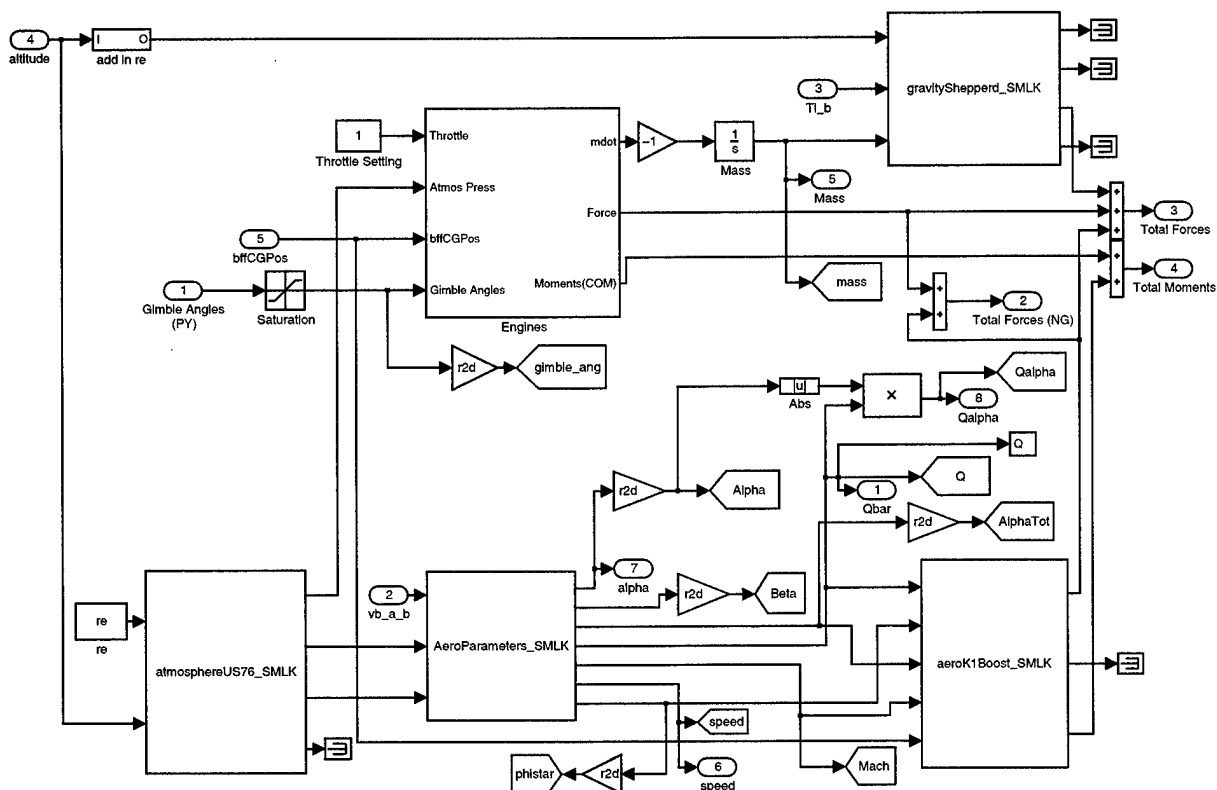 4
altitude
I O
add in re
gravityShepperd_SMLK
3
TI_b
1
Throttle Setting
Throttle
Atmos Press
bffCGPos
Gimble Angles
mdot
Force
Moments(COM)
Engines
-1
1
s
Mass
5
Mass
mass
5
bffCGPos
1
Gimble Angles
(PY)
Saturation
r2d
gimble_ang
+
+
+
3
Total Forces
+
+
4
Total Moments
+
+
2
Total Forces (NG)
|u|
Abs
×
Qalpha
8
Qalpha
Q
Q
1
Qbar
r2d
Alpha
r2d
AlphaTot
7
alpha
r2d
Beta
re
re
atmosphereUS76_SMLK
2
vb_a_b
AeroParameters_SMLK
aeroK1Boost_SMLK
speed
6
speed
phistar
r2d
Mach